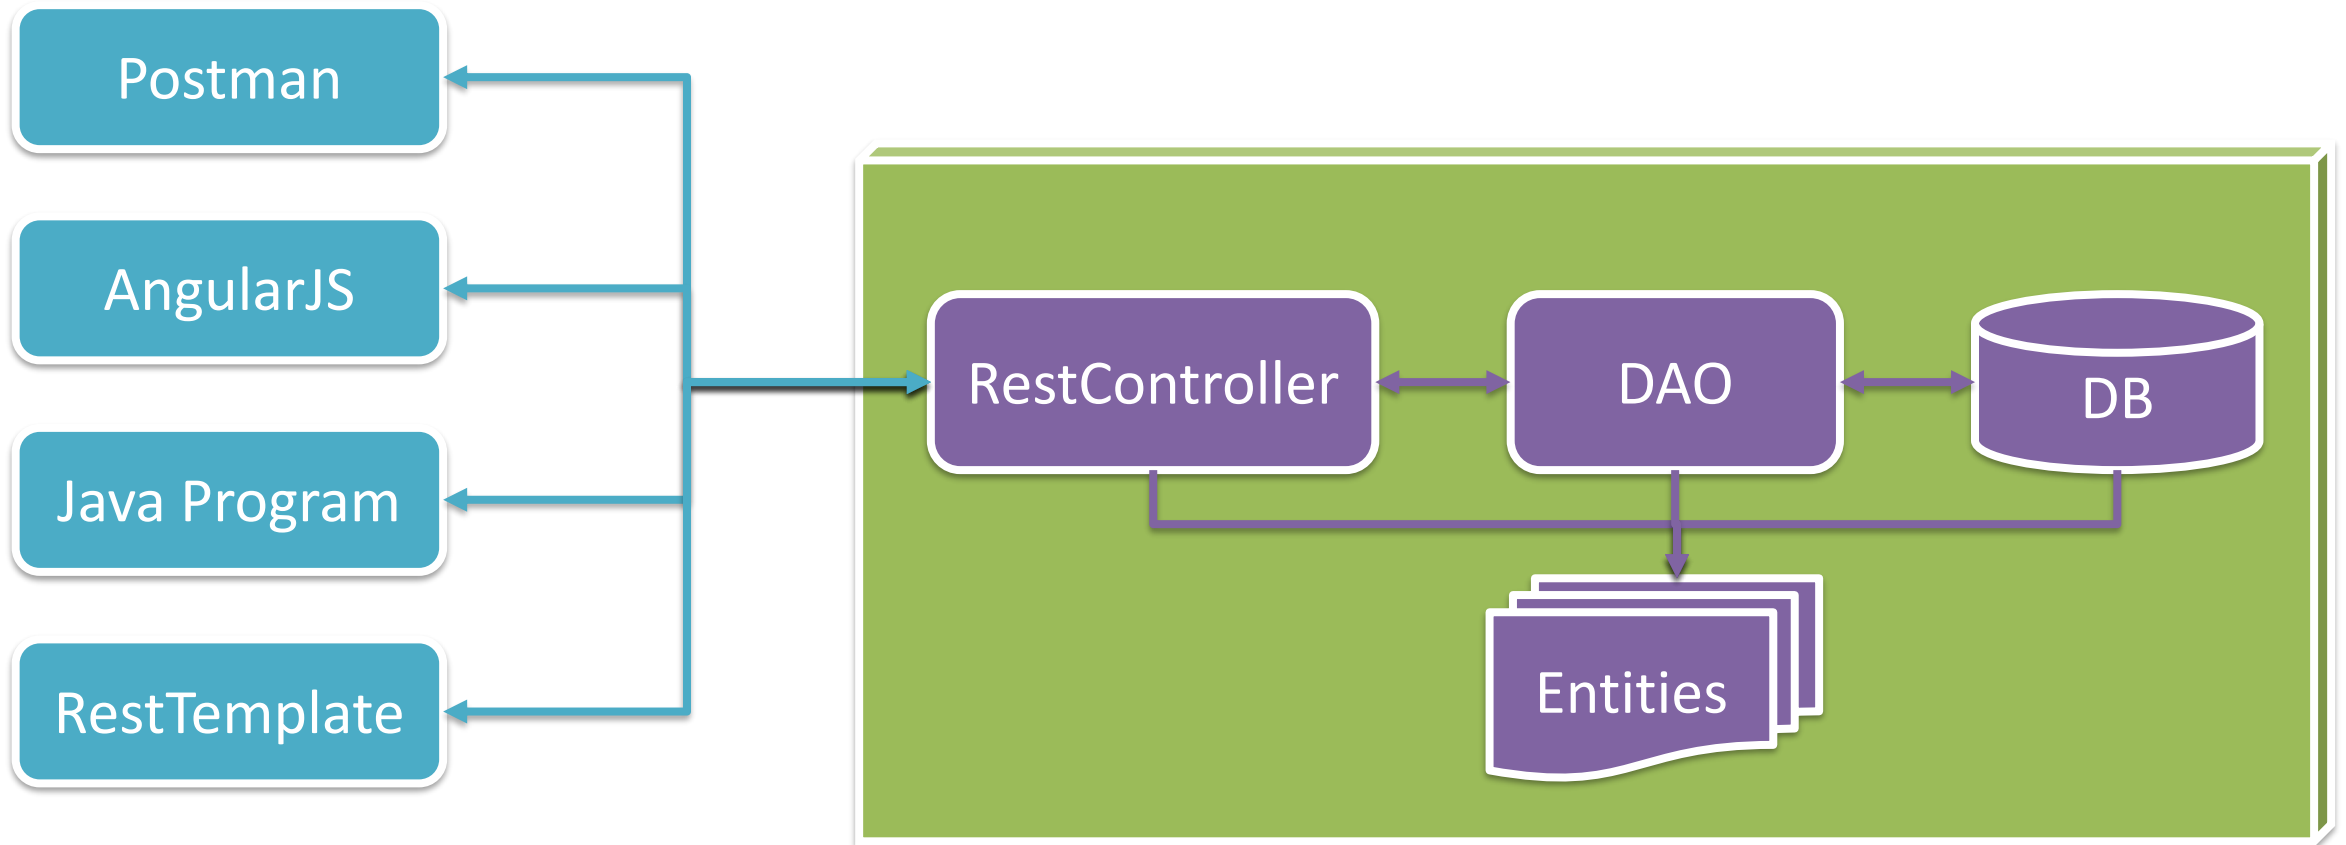 Postman
AngularJS
Java Program
RestTemplate
RestController
DAO
DB
Entities